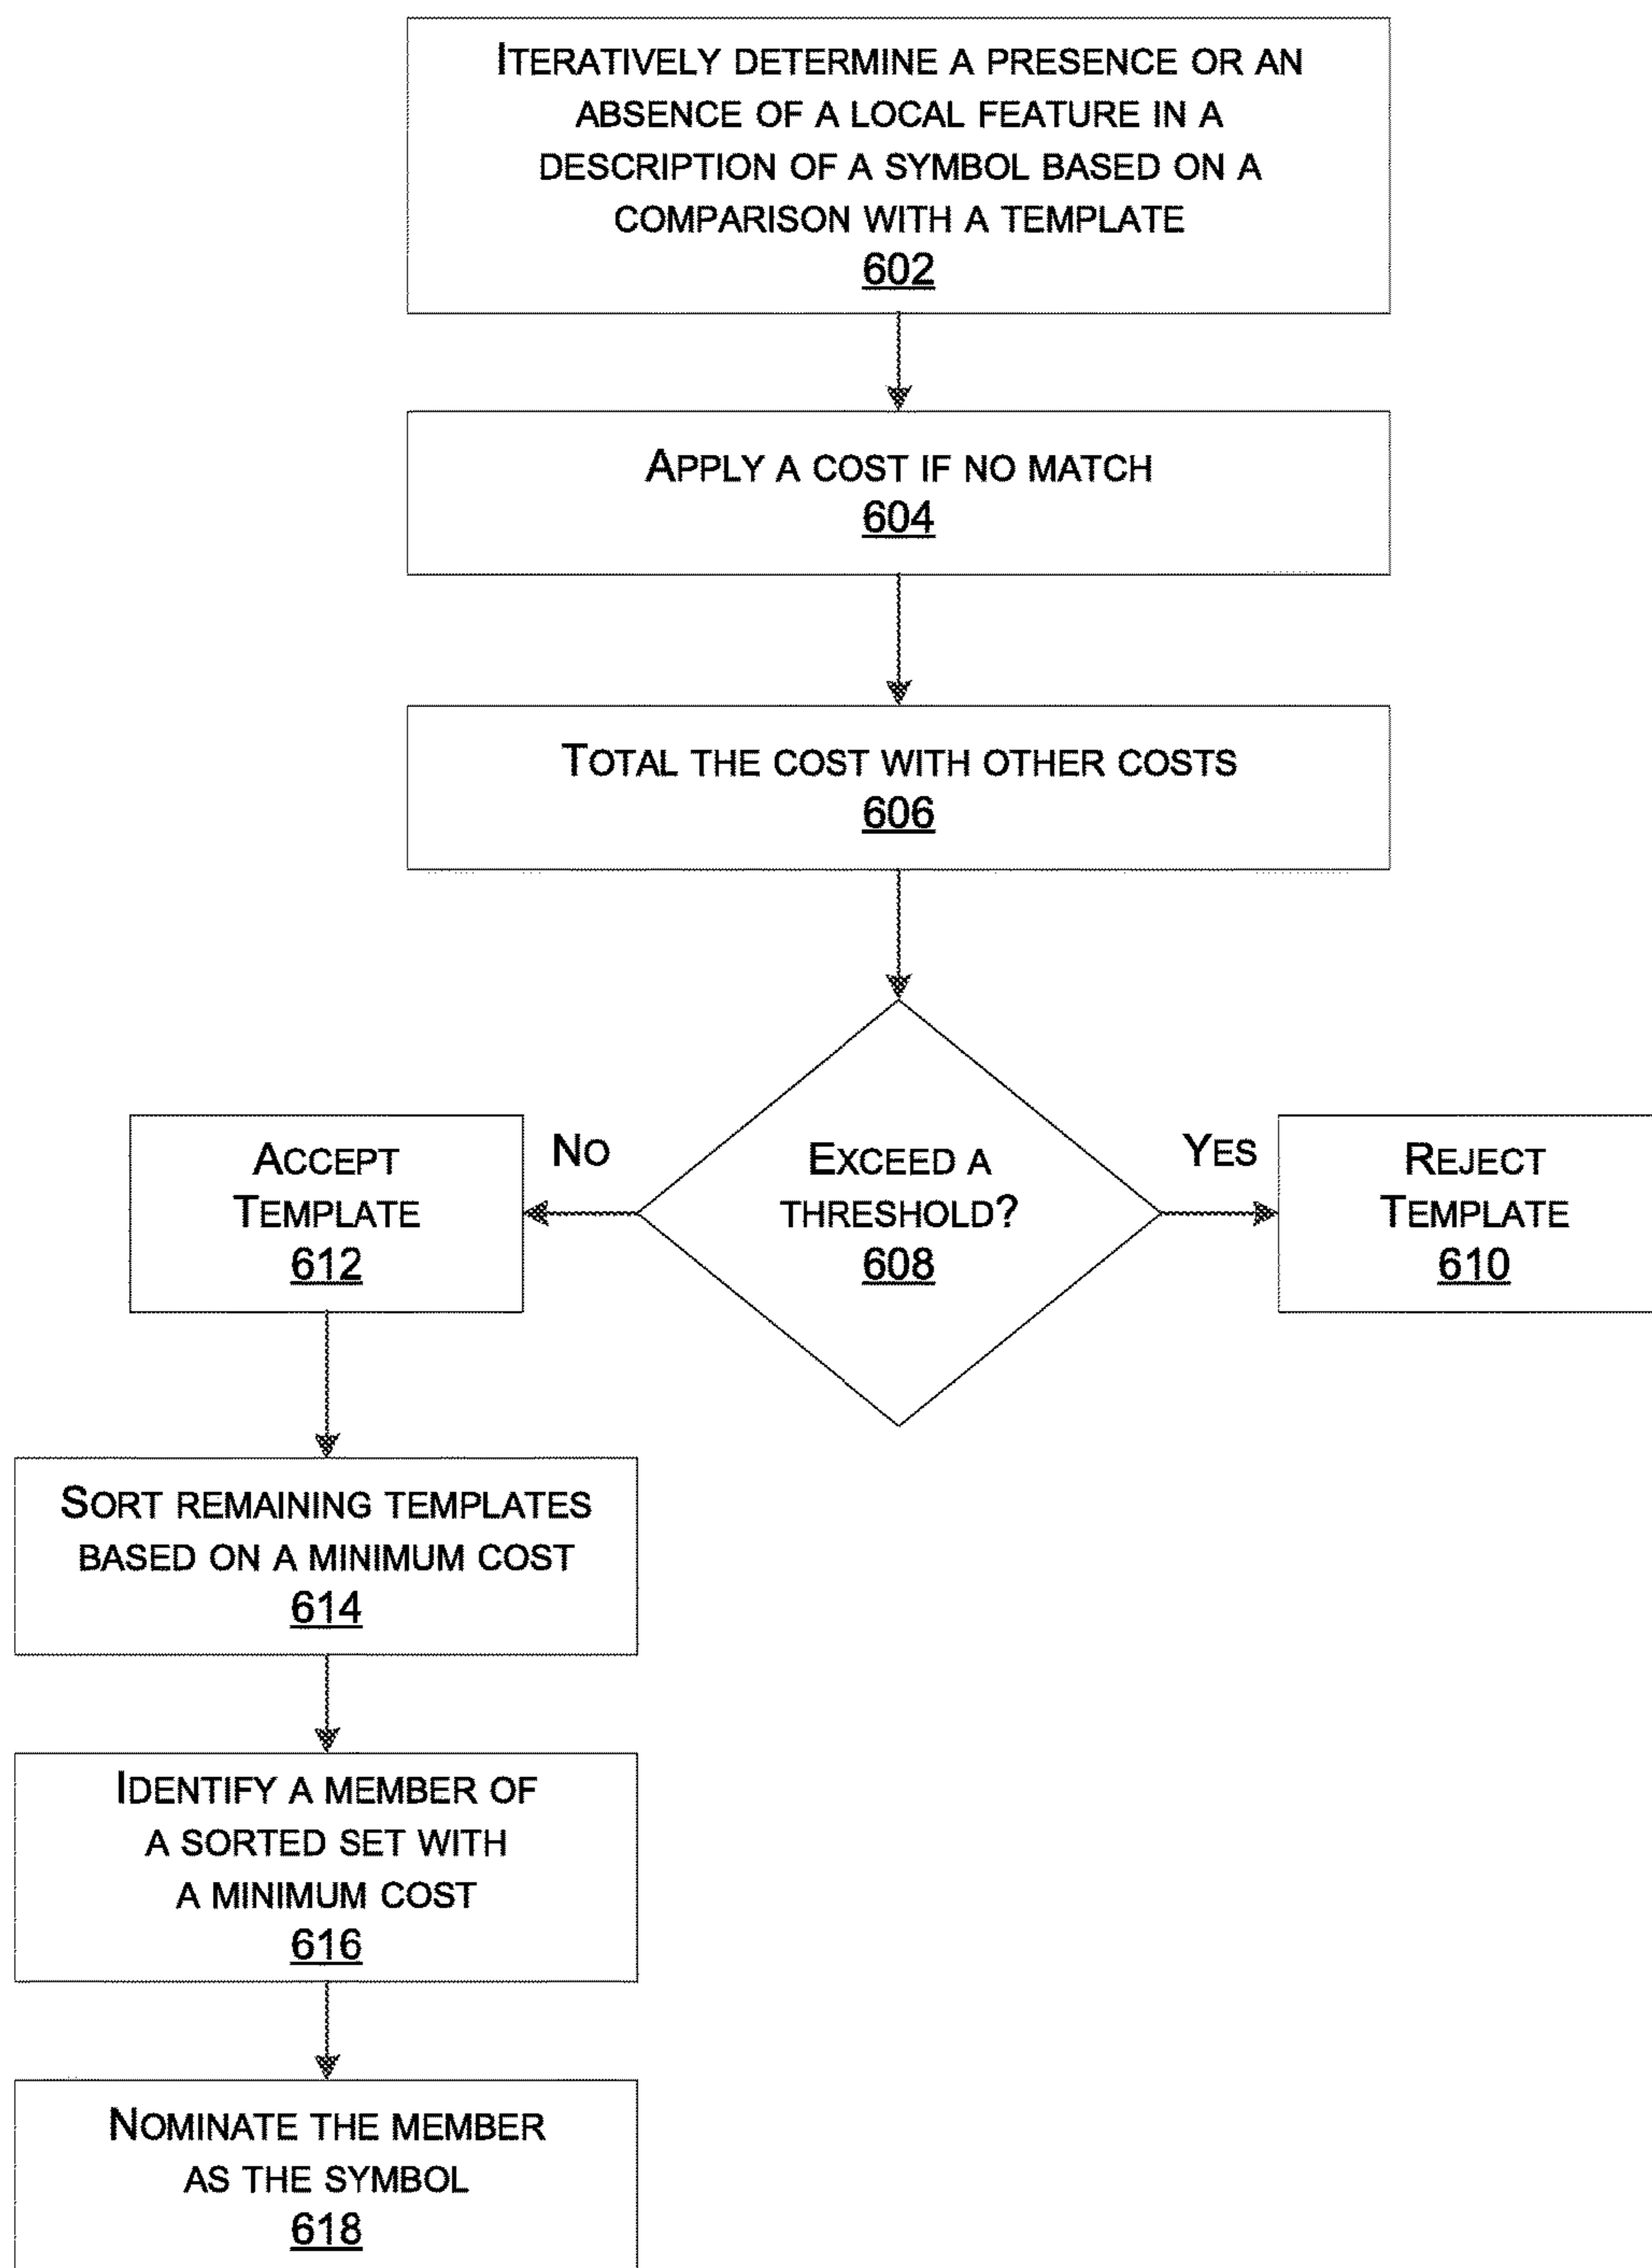 ITERATIVELY DETERMINE A PRESENCE OR AN
ABSENCE OF A LOCAL FEATURE IN A
DESCRIPTION OF A SYMBOL BASED ON A
COMPARISON WITH A TEMPLATE
602
APPLY A COST IF NO MATCH
604
TOTAL THE COST WITH OTHER COSTS
606
EXCEED A
THRESHOLD?
608
NO
YES
ACCEPT
TEMPLATE
612
REJECT
TEMPLATE
610
SORT REMAINING TEMPLATES
BASED ON A MINIMUM COST
614
IDENTIFY A MEMBER OF
A SORTED SET WITH
A MINIMUM COST
616
NOMINATE THE MEMBER
AS THE SYMBOL
618